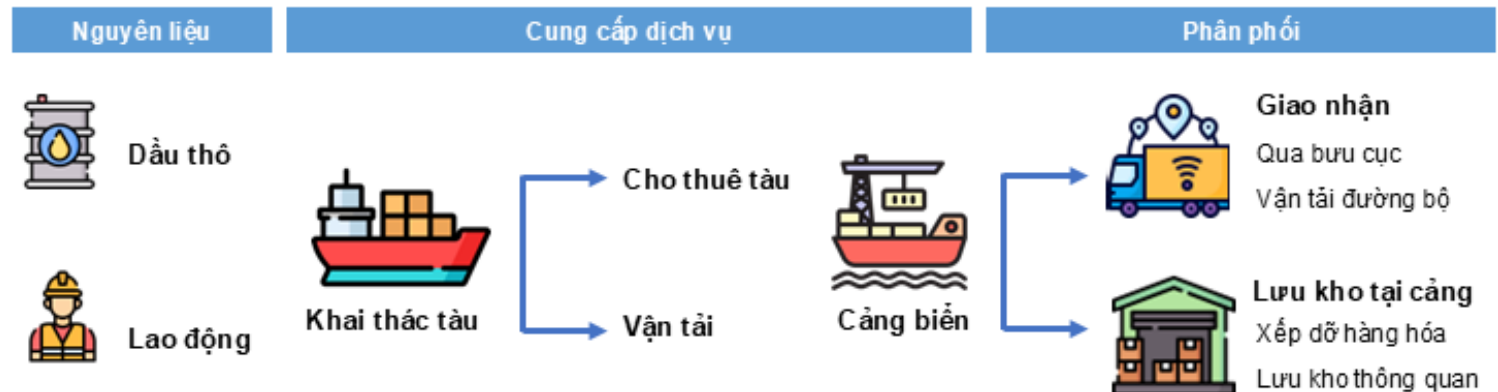 Nguyên liệu
Cung cấp dịch vụ
Phân phối
Dầu thô
Lao động
Khai thác tàu
Cho thuê tàu
Vận tải
Cảng biển
Giao nhận
Qua bưu cục
Vận tải đường bộ
Lưu kho tại cảng
Xếp dỡ hàng hóa
Lưu kho thông quan